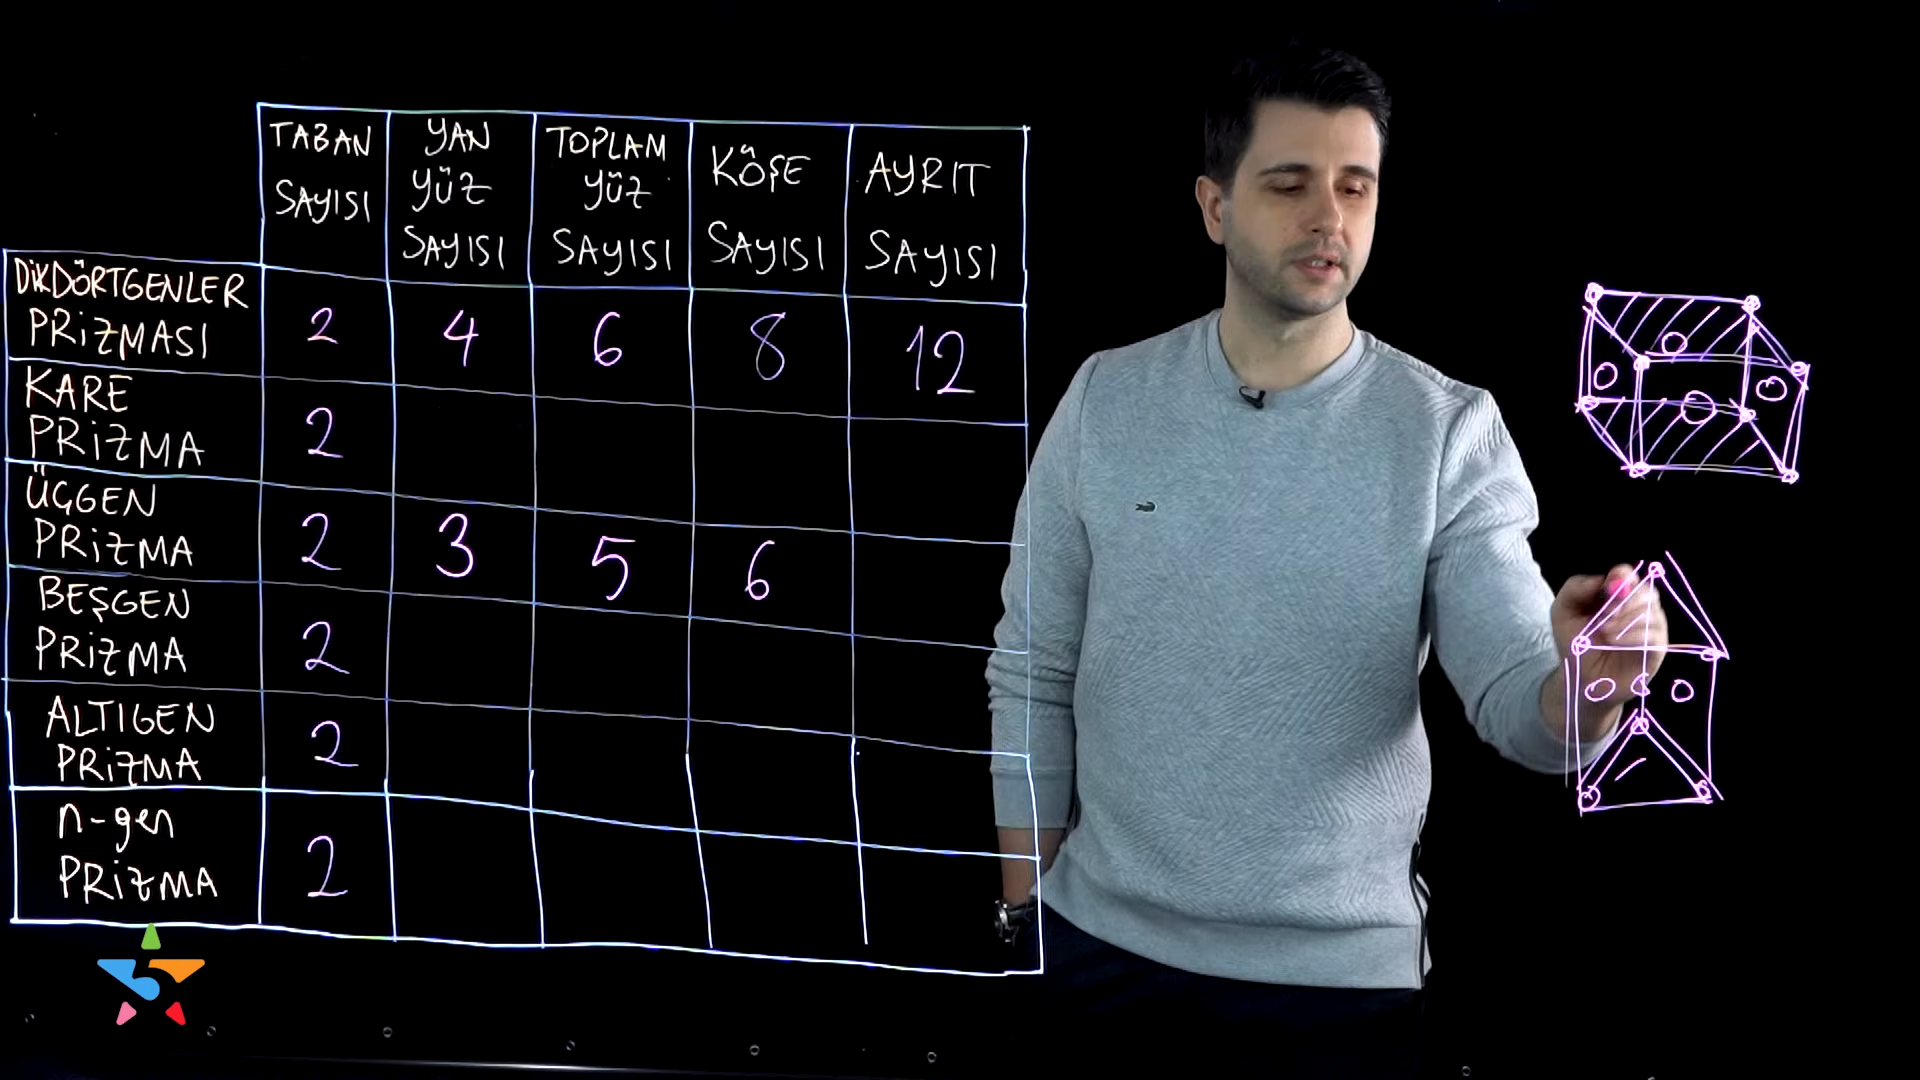 TABAN
SAYISI
YAN
YÜZ
SAYISI
TOPLAM
YÜZ
SAYISI
KÖŞE
SAYISI
AYRIT
SAYISI
DİKDÖRTGENLER
PRİZMASI
2 4 6 8 12
KARE
PRİZMA
2
ÜÇGEN
PRİZMA
2 3 5 6
BEŞGEN
PRİZMA
2
ALTIGEN
PRİZMA
2
n-gen
PRİZMA
2
5